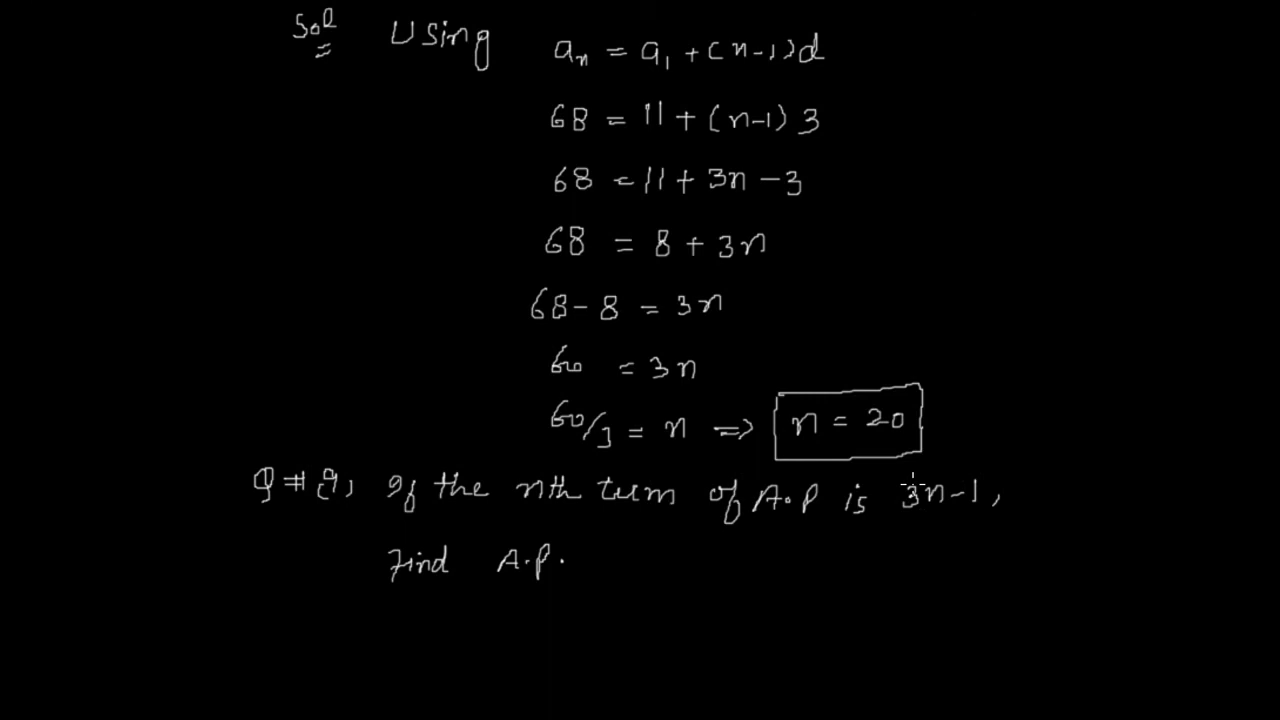 Sol Using aₙ = a₁ + (n-1)d
68 = 11 + (n-1) 3
68 = 11 + 3n - 3
68 = 8 + 3n
68 - 8 = 3n
60 = 3n
60/3 = n ⇒ n = 20
Q # 9, If the nth term of A.P is 3n-1,
Find A.P.